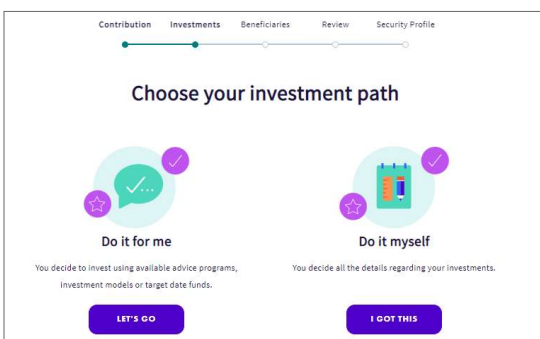 Contribution Investments Beneficiaries Review Security Profile
Choose your investment path
Do it for me
You decide to invest using available advice programs,
investment models or target date funds.
LET'S GO
Do it myself
You decide all the details regarding your investments.
I GOT THIS